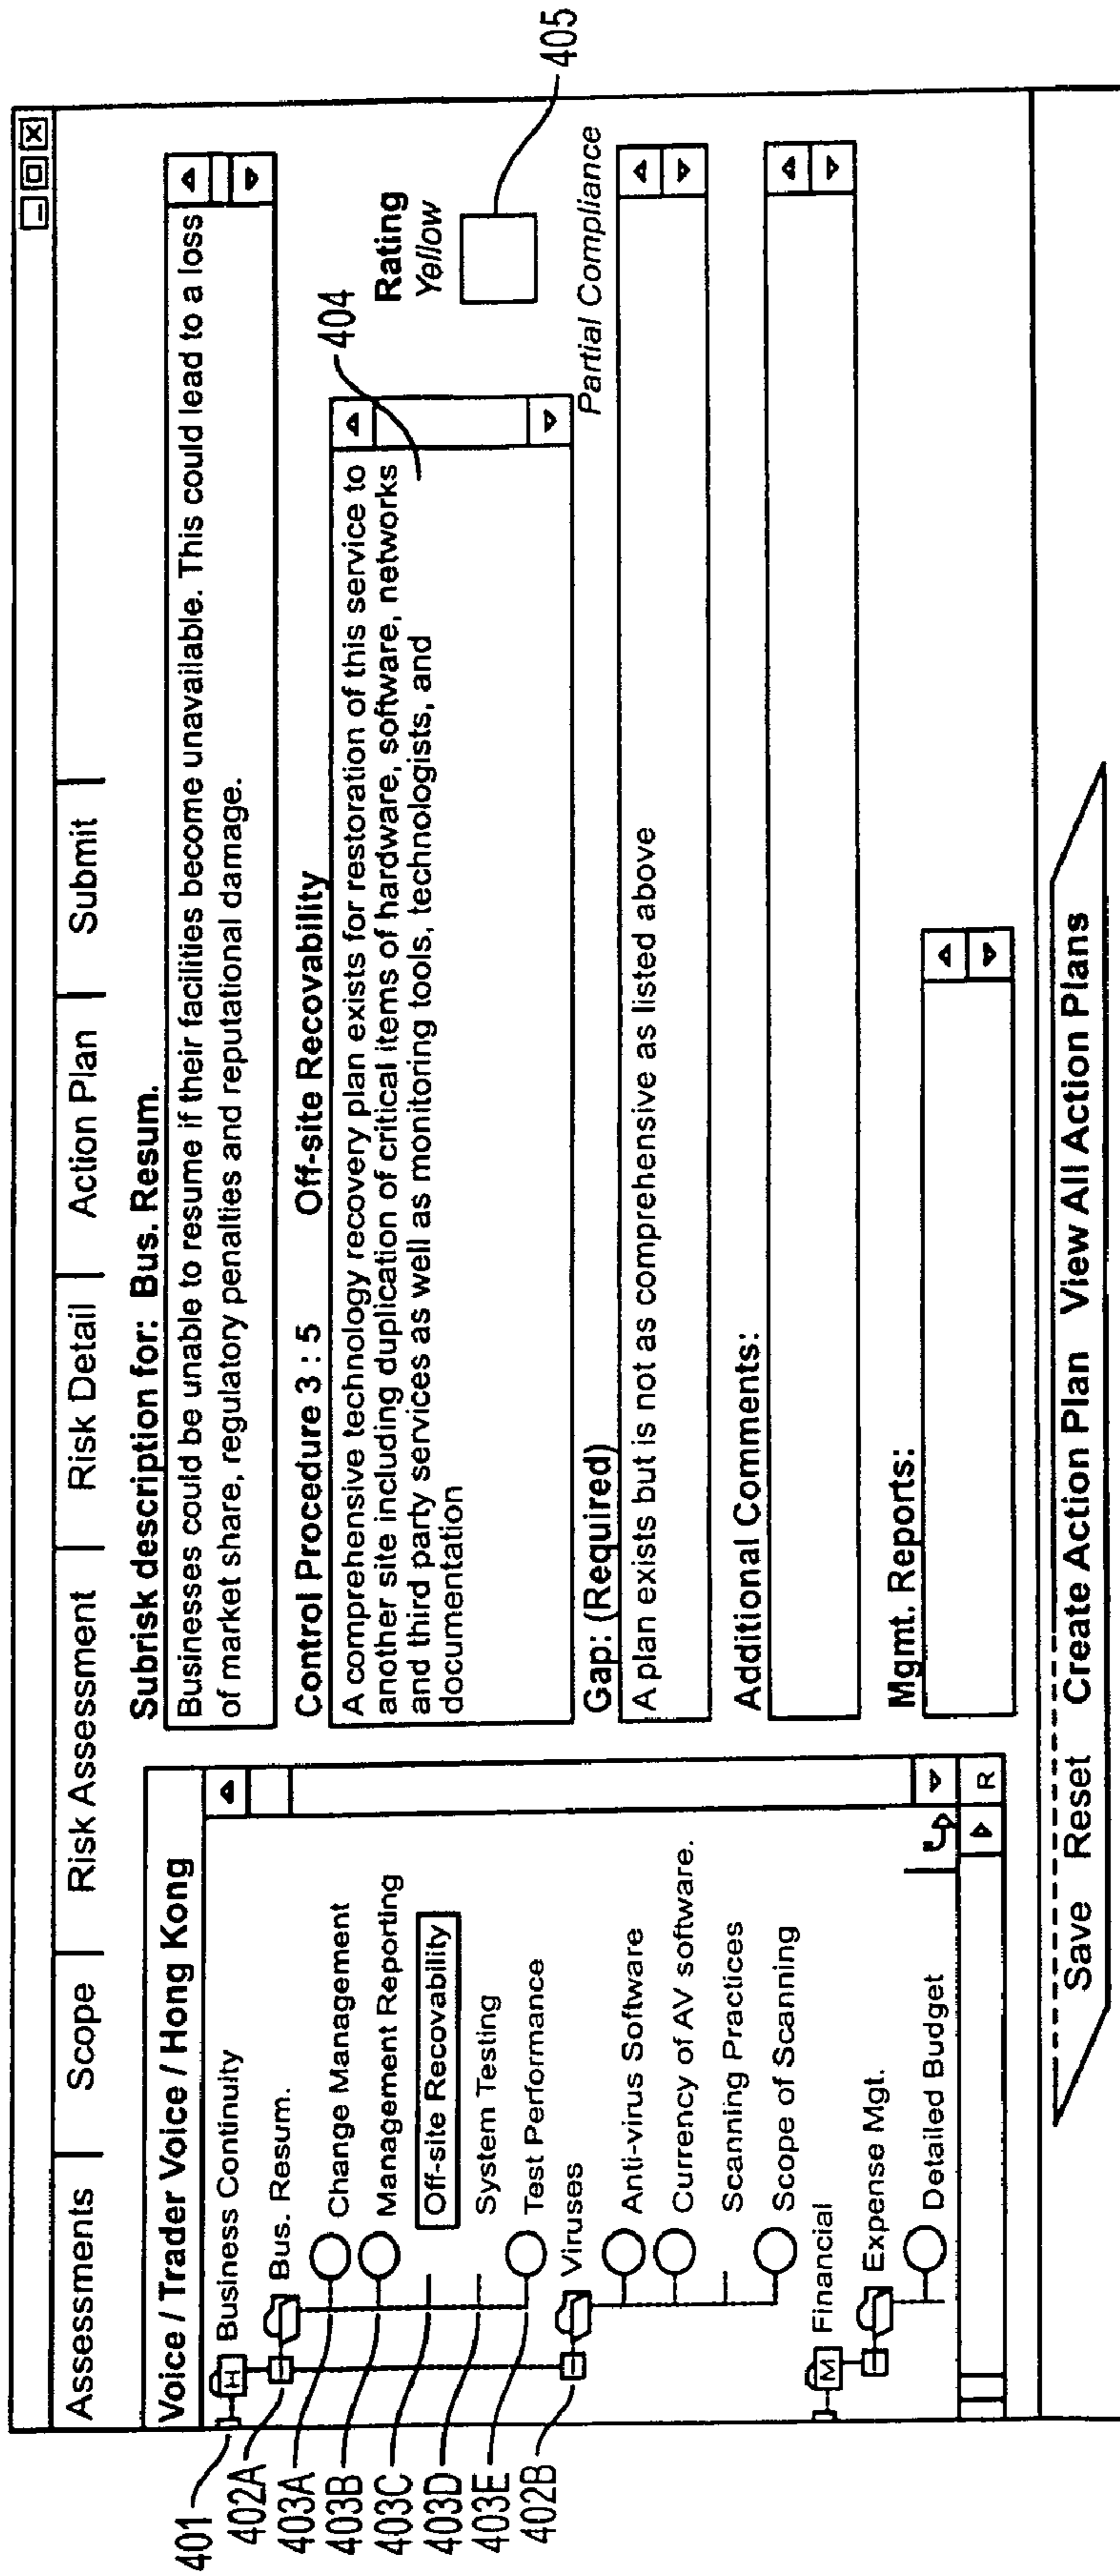 Assessments | Scope | Risk Assessment | Risk Detail | Action Plan | Submit |
Voice / Trader Voice / Hong Kong
H Business Continuity
Bus. Resum.
Change Management
Management Reporting
Off-site Recovability
System Testing
Test Performance
Viruses
Anti-virus Software
Currency of AV software.
Scanning Practices
Scope of Scanning
M Financial
Expense Mgt.
Detailed Budget
R
401
402A
403A
403B
403C
403D
403E
402B
Subrisk description for: Bus. Resum.
Businesses could be unable to resume if their facilities become unavailable. This could lead to a loss
of market share, regulatory penalties and reputational damage.
Control Procedure 3 : 5 Off-site Recovability
A comprehensive technology recovery plan exists for restoration of this service to
another site including duplication of critical items of hardware, software, networks
and third party services as well as monitoring tools, technologists, and
documentation
404
Rating
Yellow
405
Partial Compliance
Gap: (Required)
A plan exists but is not as comprehensive as listed above
Additional Comments:
Mgmt. Reports:
Save Reset Create Action Plan View All Action Plans